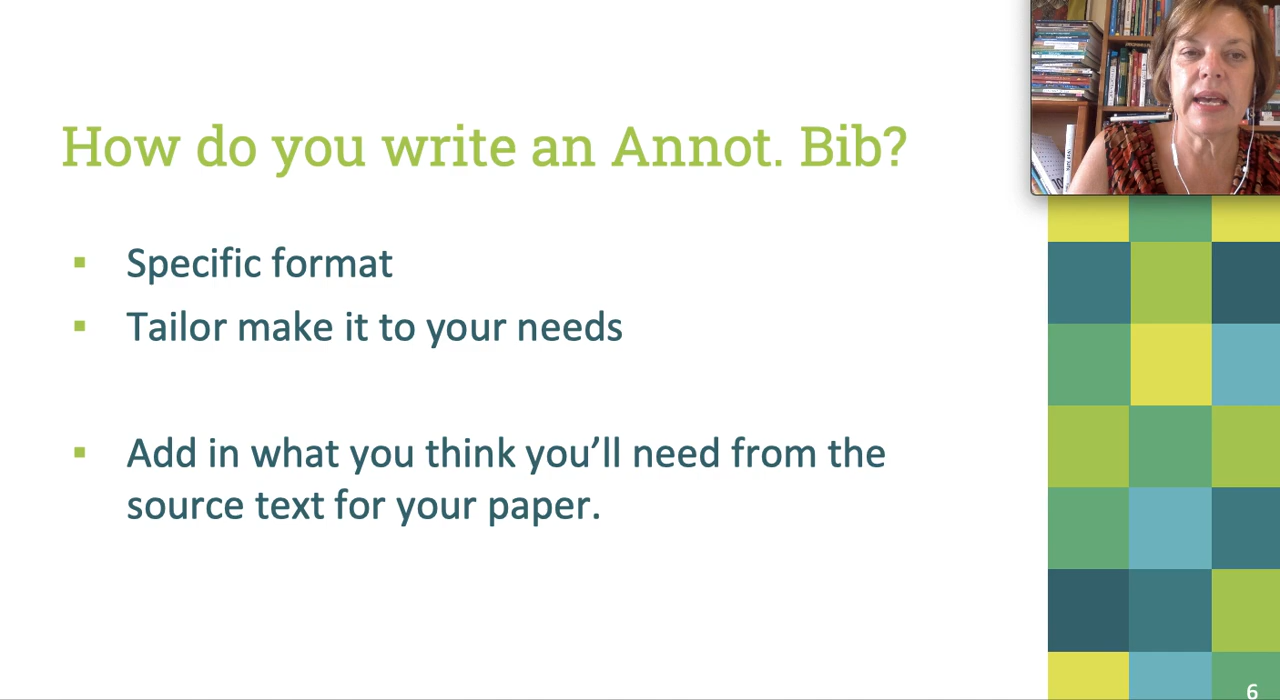 How do you write an Annot. Bib?
▪ Specific format
▪ Tailor make it to your needs
▪ Add in what you think you’ll need from the
source text for your paper.
6